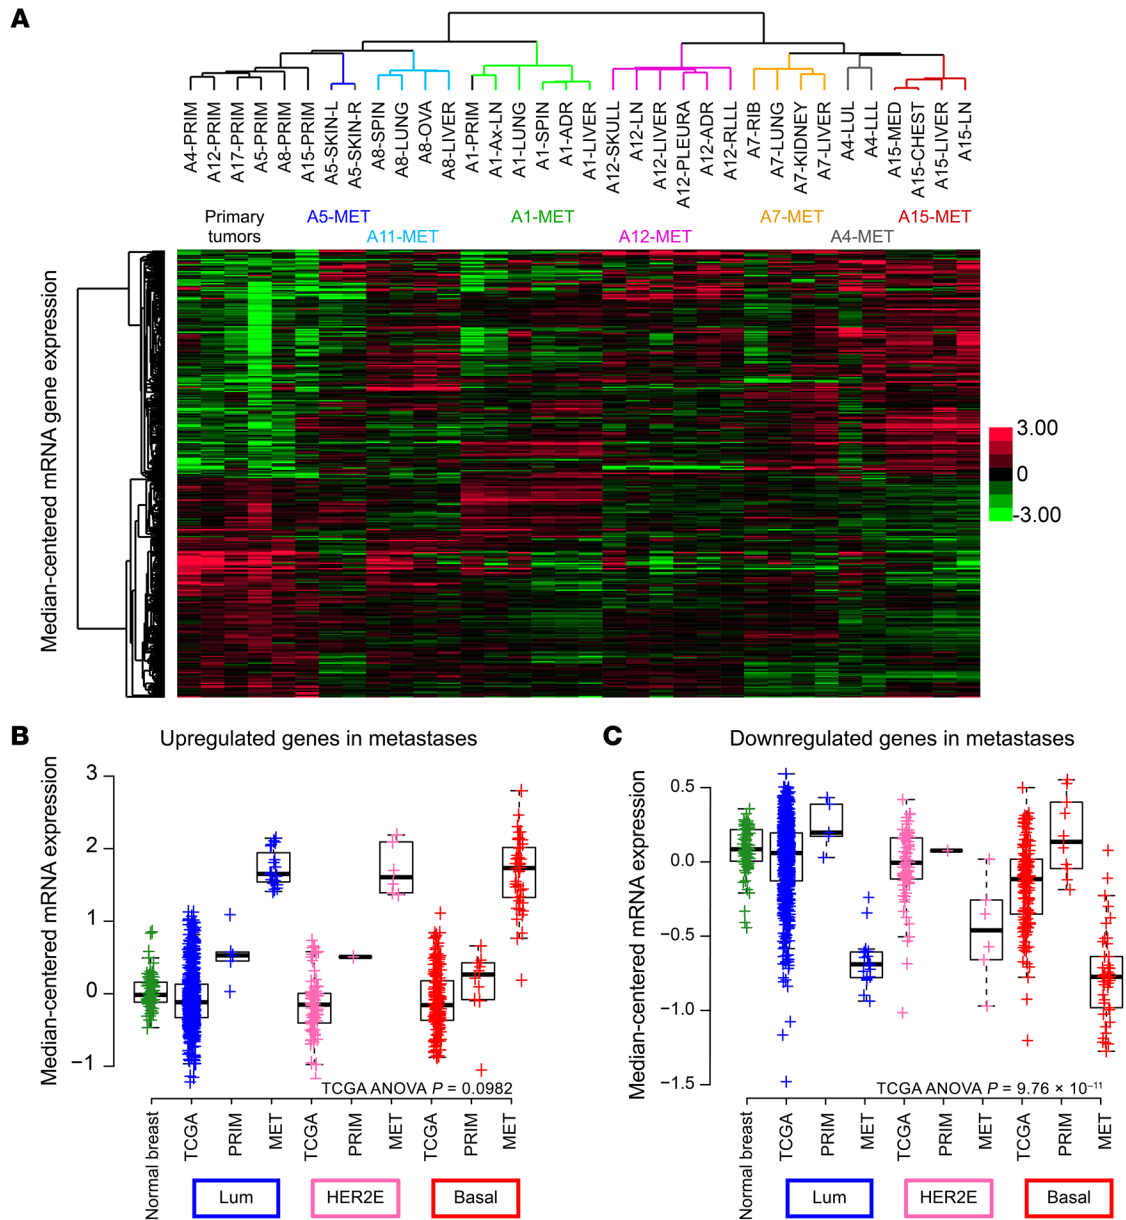 A
A4-PRIM
A12-PRIM
A17-PRIM
A5-PRIM
A8-PRIM
A15-PRIM
A5-SKIN-L
A5-SKIN-R
A8-SPIN
A8-LUNG
A8-OVA
A8-LIVER
A1-PRIM
A1-Ax-LN
A1-LUNG
A1-SPIN
A1-ADR
A1-LIVER
A12-SKULL
A12-LN
A12-LIVER
A12-PLEURA
A12-ADR
A12-RLLL
A7-RIB
A7-LUNG
A7-KIDNEY
A7-LIVER
A4-LUL
A4-LLL
A15-MED
A15-CHEST
A15-LIVER
A15-LN
Primary
tumors
A5-MET
A11-MET
A1-MET
A12-MET
A7-MET
A4-MET
A15-MET
Median-centered mRNA gene expression
3.00
0
-3.00
B
Upregulated genes in metastases
Median-centered mRNA expression
3
2
1
0
−1
TCGA ANOVA P = 0.0982
Normal breast
TCGA
PRIM
MET
TCGA
PRIM
MET
TCGA
PRIM
MET
Lum
HER2E
Basal
C
Downregulated genes in metastases
Median-centered mRNA expression
0.5
0.0
−0.5
−1.0
−1.5
TCGA ANOVA P = 9.76 × 10⁻¹¹
Normal breast
TCGA
PRIM
MET
TCGA
PRIM
MET
TCGA
PRIM
MET
Lum
HER2E
Basal